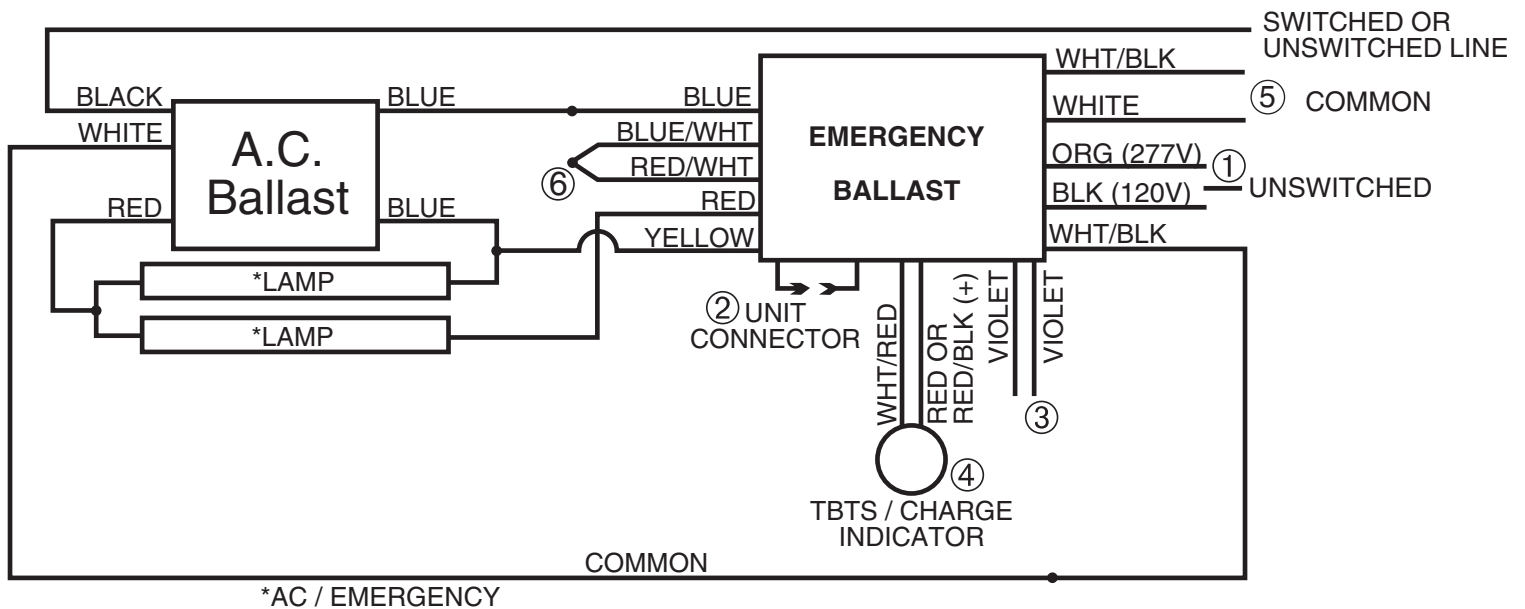 SWITCHED OR
UNSWITCHED LINE
WHT/BLK
BLACK
BLUE
BLUE
5 COMMON
WHITE
WHITE
BLUE/WHT
EMERGENCY
BALLAST
A.C.
Ballast
ORG (277V)
1
RED/WHT
6
UNSWITCHED
BLK (120V)
RED
BLUE
RED
YELLOW
WHT/BLK
*LAMP
*LAMP
2 UNIT
CONNECTOR
WHT/RED
RED OR
RED/BLK (+)
VIOLET
VIOLET
3
4
TBTS / CHARGE
INDICATOR
COMMON
*AC / EMERGENCY